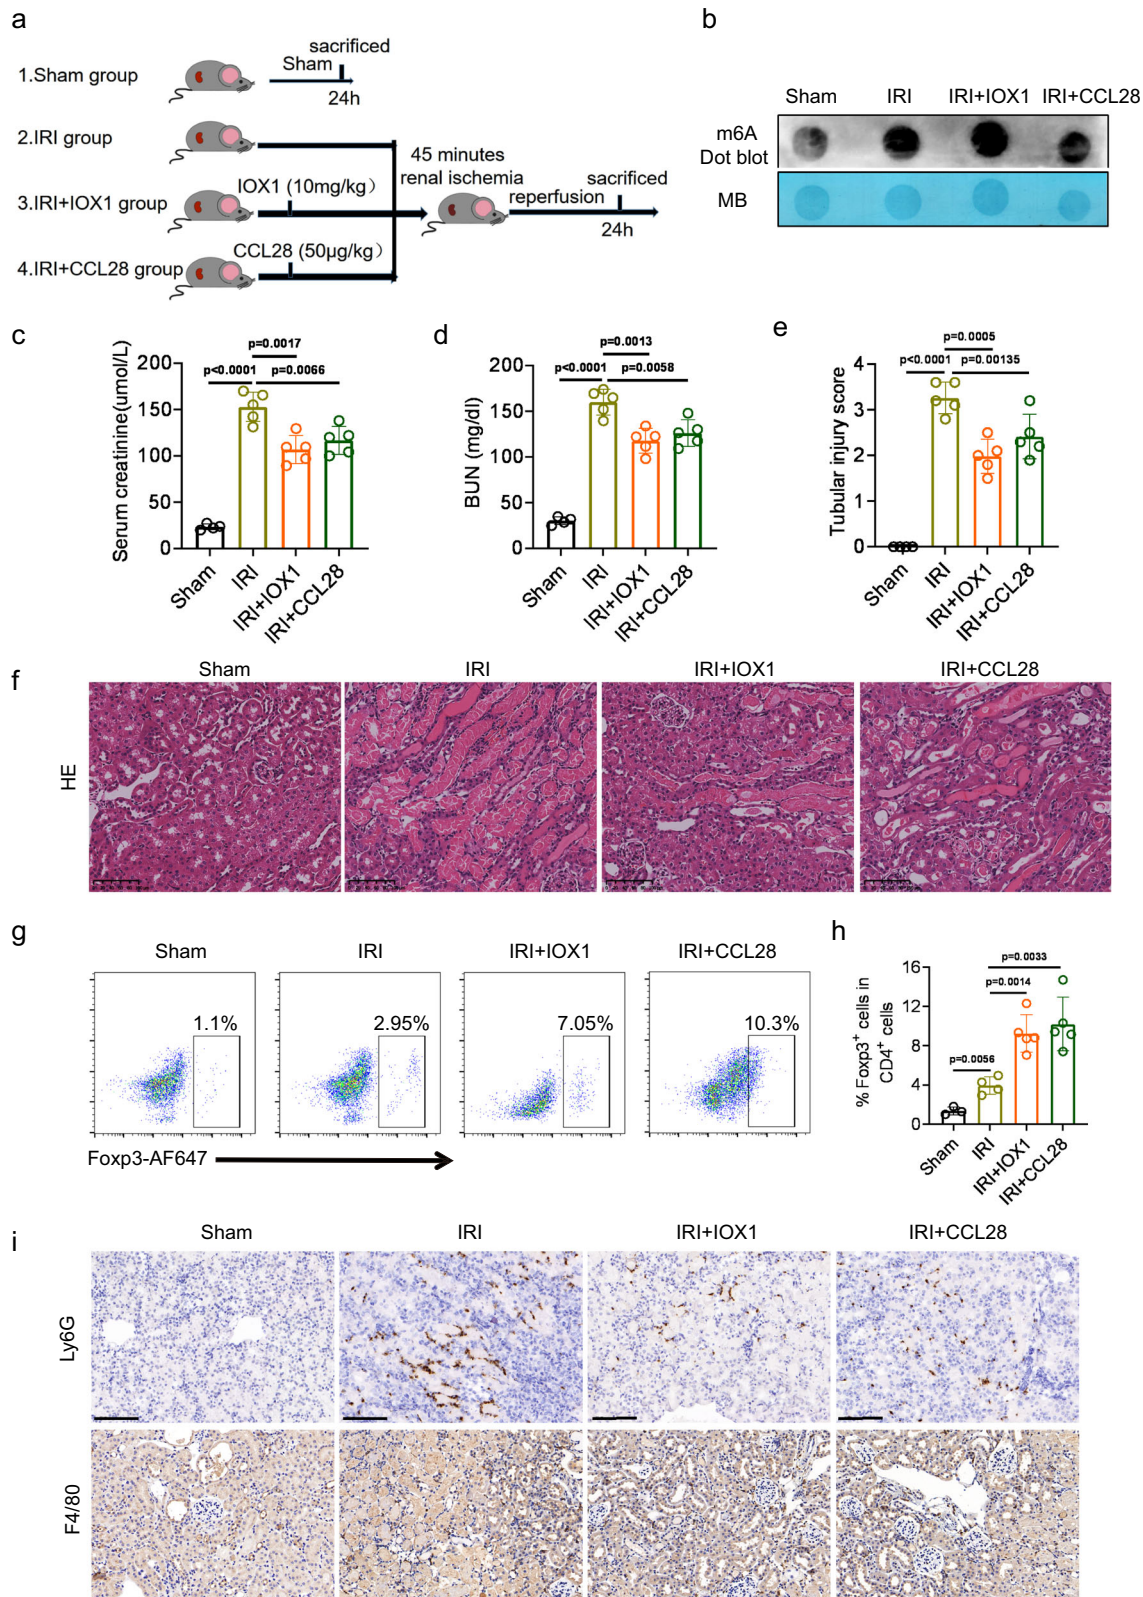 a
1.Sham group
Sham
sacrificed
24h
2.IRI group
3.IRI+IOX1 group
IOX1 (10mg/kg）
4.IRI+CCL28 group
CCL28 (50μg/kg）
45 minutes
renal ischemia
reperfusion
sacrificed
24h
b
Sham IRI IRI+IOX1 IRI+CCL28
m6A
Dot blot
MB
c
Serum creatinine(umol/L)
200
150
100
50
0
p<0.0001
p=0.0017
p=0.0066
Sham
IRI
IRI+IOX1
IRI+CCL28
d
BUN (mg/dl)
200
150
100
50
0
p<0.0001
p=0.0013
p=0.0058
Sham
IRI
IRI+IOX1
IRI+CCL28
e
Tubular injury score
4
3
2
1
0
p<0.0001
p=0.0005
p=0.00135
Sham
IRI
IRI+IOX1
IRI+CCL28
f
Sham IRI IRI+IOX1 IRI+CCL28
HE
g
Sham IRI IRI+IOX1 IRI+CCL28
1.1% 2.95% 7.05% 10.3%
Foxp3-AF647
h
% Foxp3+ cells in
CD4+ cells
16
12
8
4
0
p=0.0056
p=0.0014
p=0.0033
Sham
IRI
IRI+IOX1
IRI+CCL28
i
Sham IRI IRI+IOX1 IRI+CCL28
Ly6G
F4/80